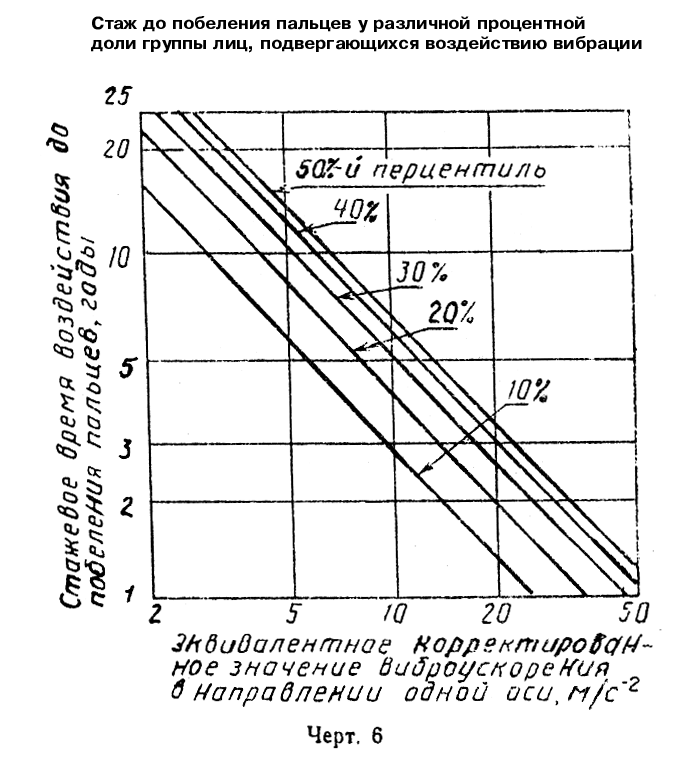 Стаж до побеления пальцев у различной процентной
доли группы лиц, подвергающихся воздействию вибрации
Стажевое время воздействия до
побеления пальцев, годы
25
20
10
5
3
2
1
50%-й перцентиль
40%
30%
20%
10%
2
5
10
20
50
Эквивалентное корректирован-
ное значение виброускорения
в направлении одной оси, м/с⁻²
Черт. 6